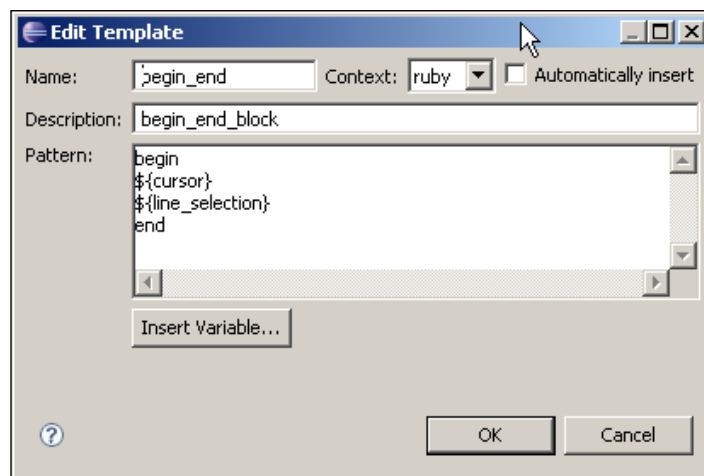 Edit Template
Name: begin_end Context: ruby Automatically insert
Description: begin_end_block
Pattern: begin
${cursor}
${line_selection}
end
Insert Variable...
? OK Cancel